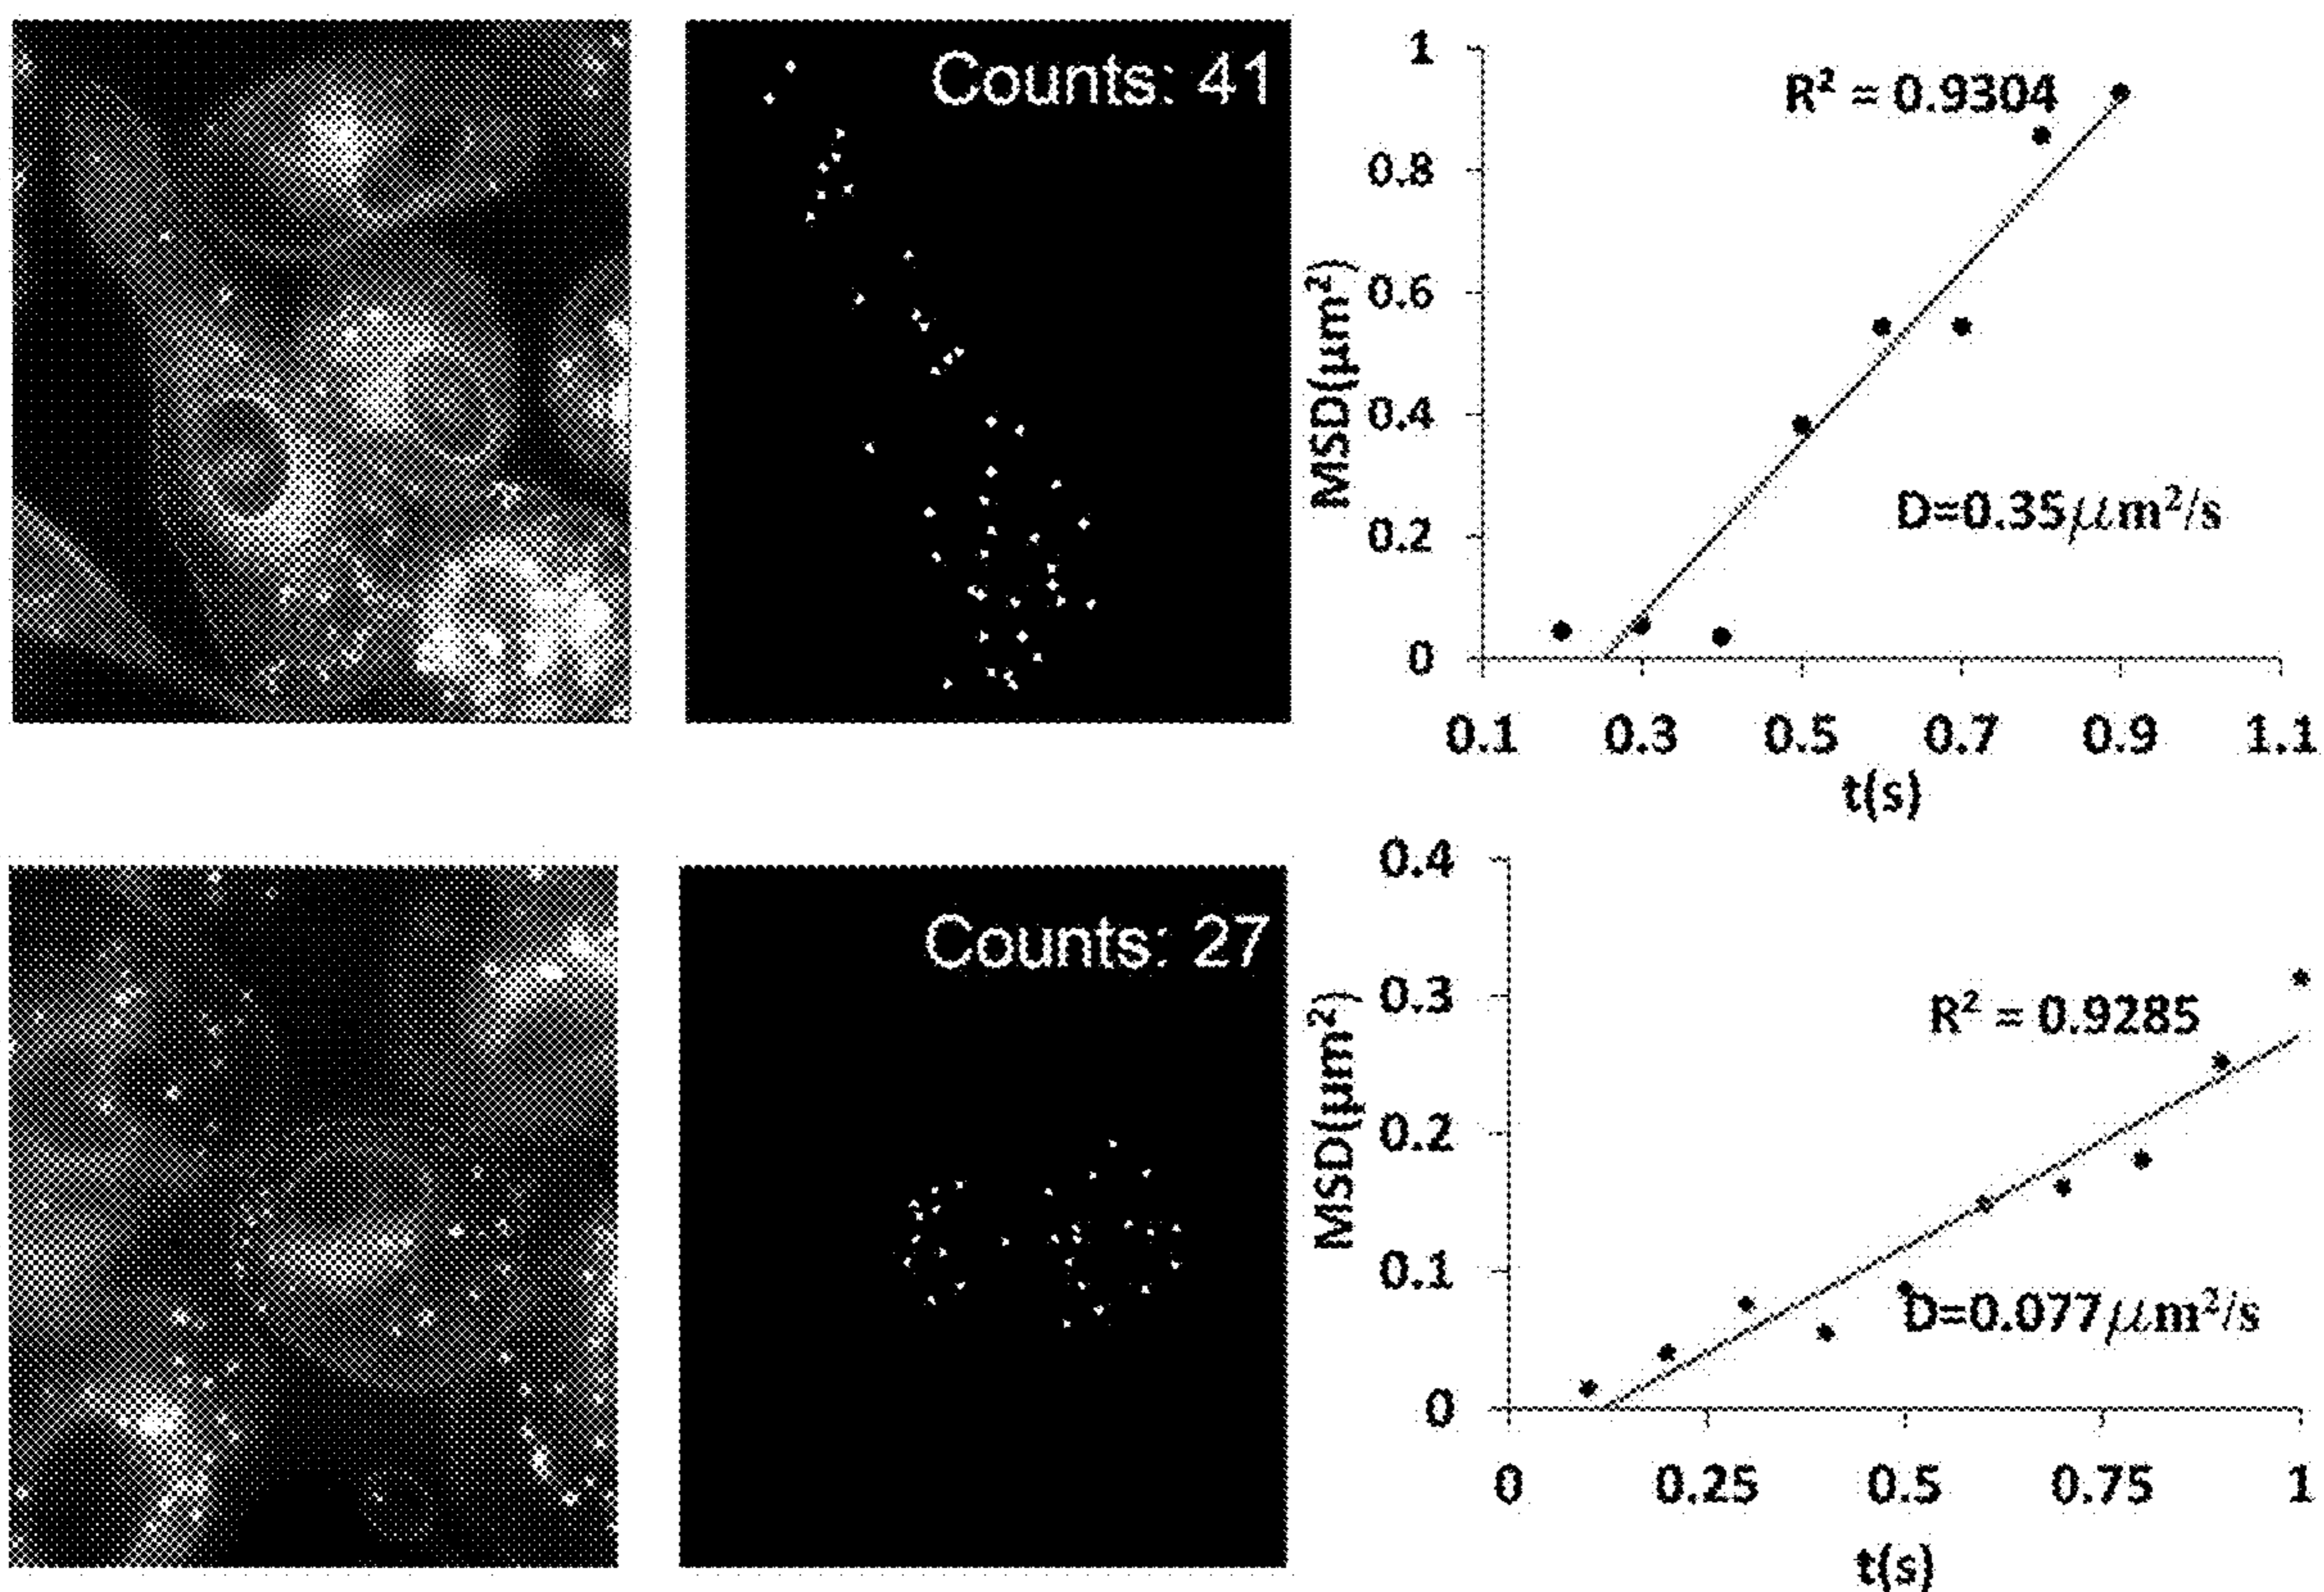 Counts: 41
1
0.8
0.6
0.4
0.2
0
MSD(μm²)
R² = 0.9304
D=0.35μm²/s
0.1 0.3 0.5 0.7 0.9 1.1
t(s)
Counts: 27
0.4
0.3
0.2
0.1
0
MSD(μm²)
R² = 0.9285
D=0.077μm²/s
0 0.25 0.5 0.75 1
t(s)